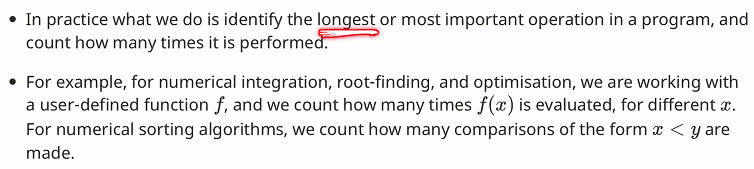 • In practice what we do is identify the longest or most important operation in a program, and
count how many times it is performed.
• For example, for numerical integration, root-finding, and optimisation, we are working with
a user-defined function f, and we count how many times f(x) is evaluated, for different x.
For numerical sorting algorithms, we count how many comparisons of the form x < y are
made.